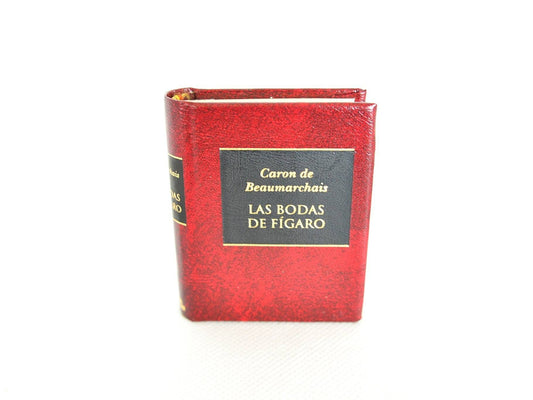 Caron de
Beaumarchais
LAS BODAS
DE FÍGARO